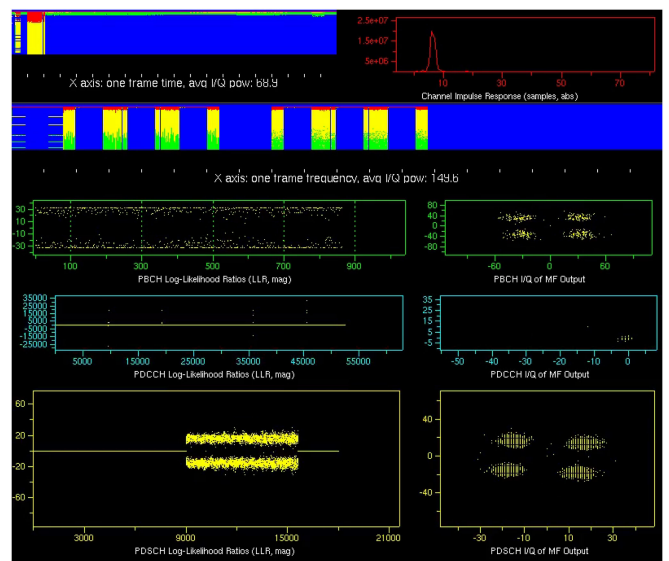 2.5e+07
1.5e+07
5e+06
10 30 50 70
X axis: one frame time, avg I/Q pow: 68.9
Channel Impulse Response (samples, abs)
X axis: one frame frequency, avg I/Q pow: 149.6
30
10
-10
-30
100 300 500 700 900
PBCH Log-Likelihood Ratios (LLR, mag)
80
40
0
-40
-80
-60 0 60
PBCH I/Q of MF Output
35000
25000
15000
5000
-5000
-15000
-25000
5000 15000 25000 35000 45000 55000
PDCCH Log-Likelihood Ratios (LLR, mag)
35
25
15
5
-5
-50 -40 -30 -20 -10 0
PDCCH I/Q of MF Output
60
20
-20
-60
3000 9000 15000 21000
PDSCH Log-Likelihood Ratios (LLR, mag)
40
0
-40
-30 -10 10 30
PDSCH I/Q of MF Output